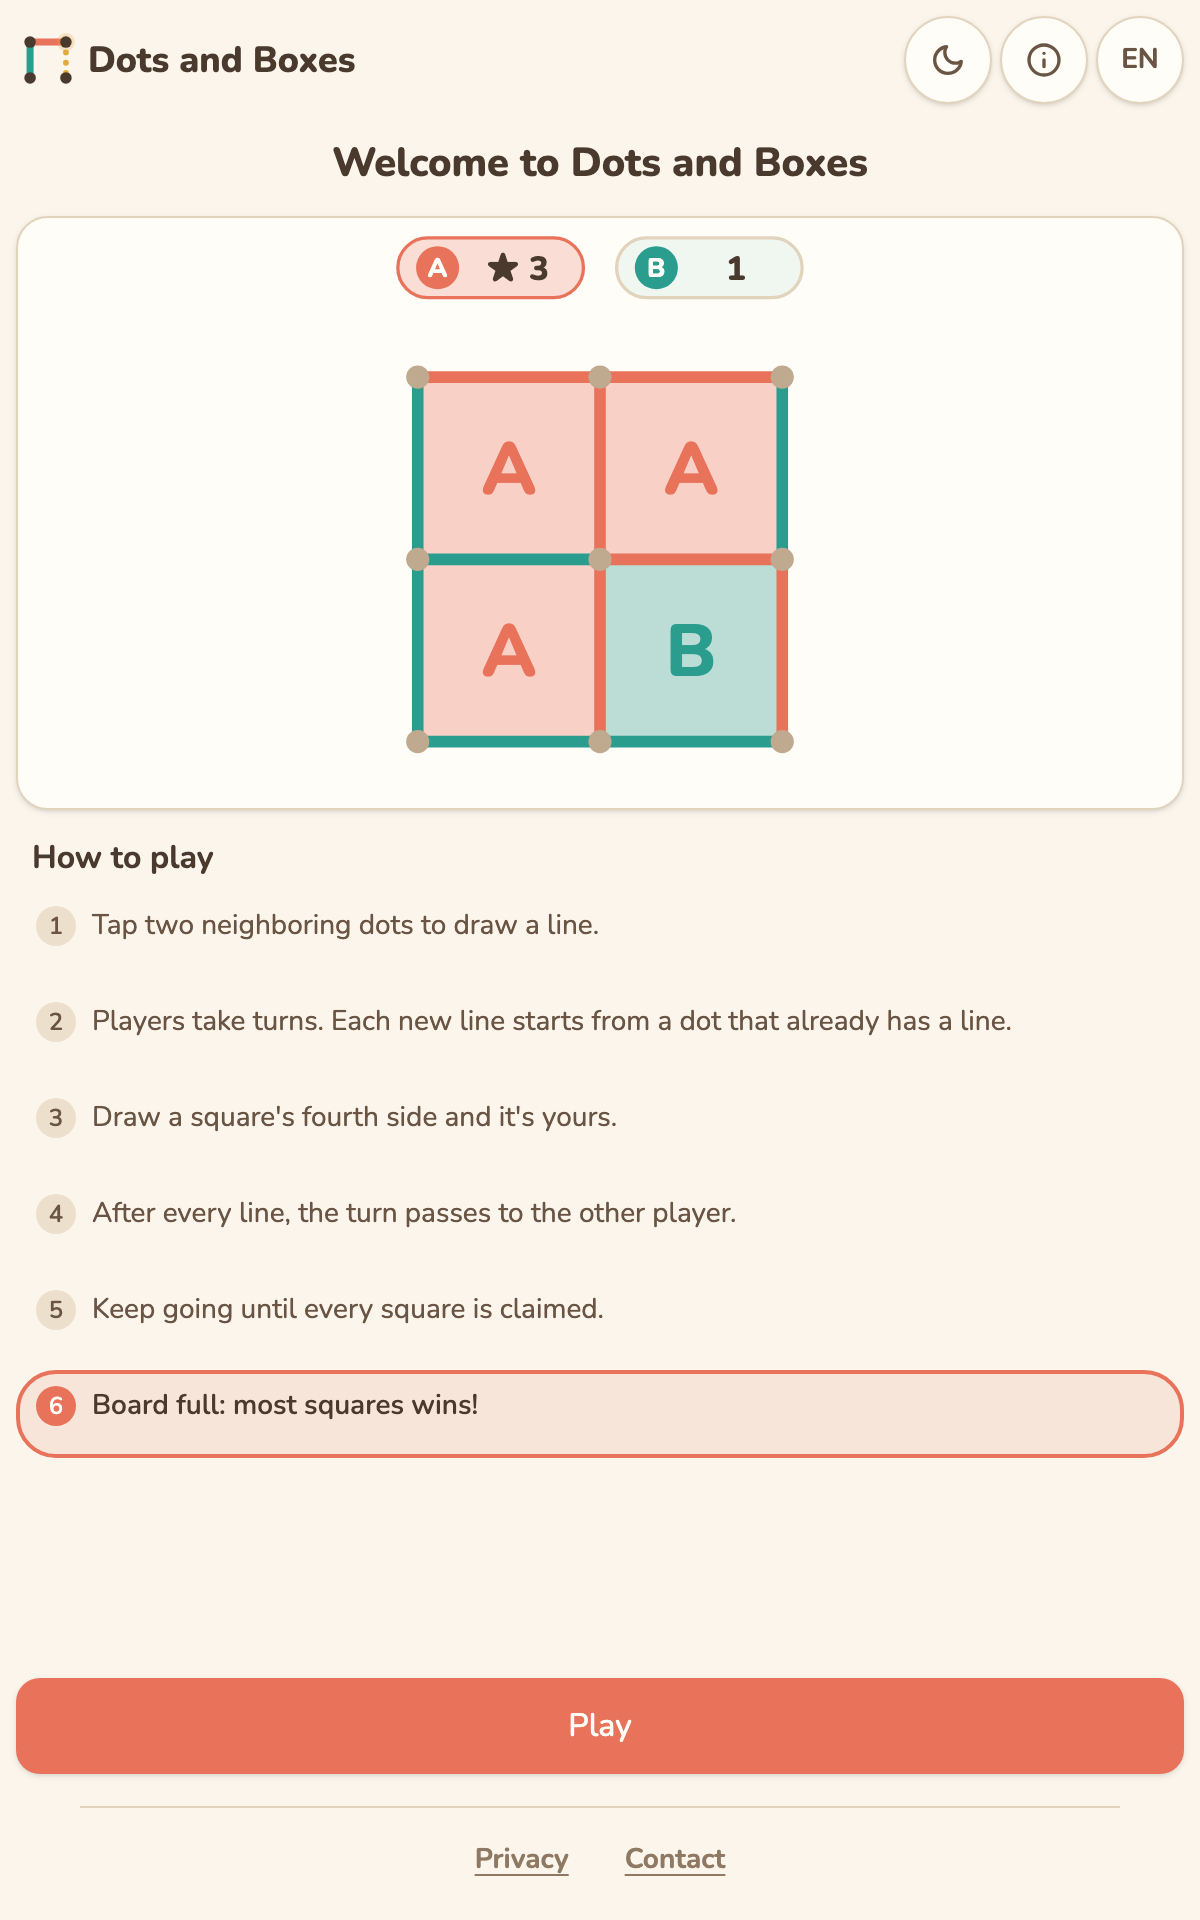 Dots and Boxes
EN
Welcome to Dots and Boxes
A ★ 3
B 1
A A
A B
How to play
1 Tap two neighboring dots to draw a line.
2 Players take turns. Each new line starts from a dot that already has a line.
3 Draw a square's fourth side and it's yours.
4 After every line, the turn passes to the other player.
5 Keep going until every square is claimed.
6 Board full: most squares wins!
Play
Privacy Contact